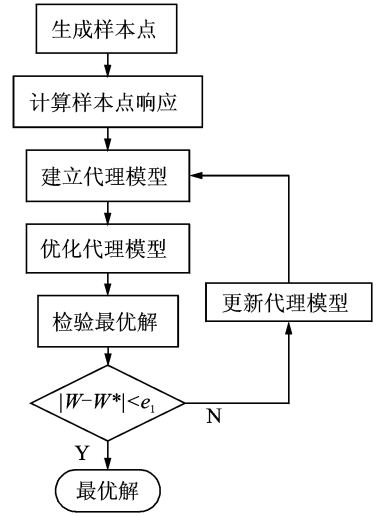 生成样本点
计算样本点响应
建立代理模型
优化代理模型
更新代理模型
检验最优解
|W−W*|<e₁
N
Y
最优解